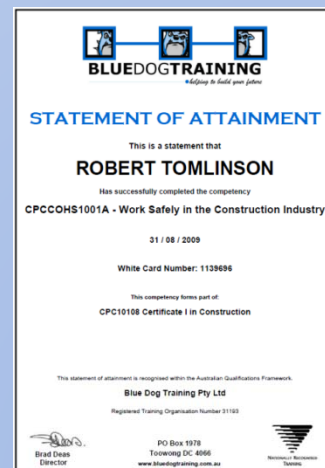 BLUEDOGTRAINING
helping to build your future
STATEMENT OF ATTAINMENT
This is a statement that
ROBERT TOMLINSON
Has successfully completed the competency
CPCCOHS1001A - Work Safely in the Construction Industry
31 / 08 / 2009
White Card Number: 1139696
This competency forms part of:
CPC10108 Certificate I in Construction
This statement of attainment is recognised within the Australian Qualifications Framework.
Blue Dog Training Pty Ltd
Registered Training Organisation Number 31193
Brad Deas
Director
PO Box 1978
Toowong DC 4066
www.bluedogtraining.com.au
NATIONALLY RECOGNISED
TRAINING